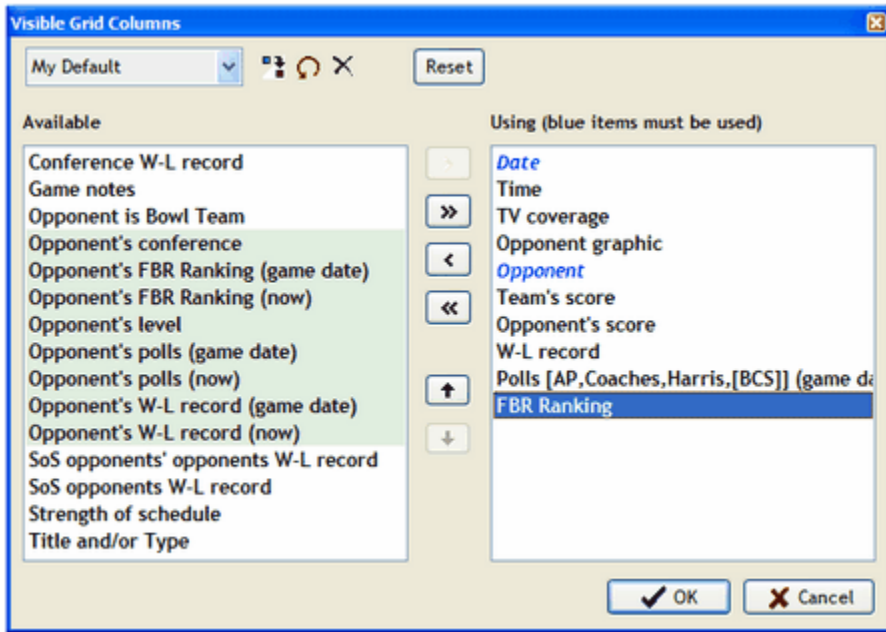 Visible Grid Columns
My Default
Reset
Available
Conference W-L record
Game notes
Opponent is Bowl Team
Opponent's conference
Opponent's FBR Ranking (game date)
Opponent's FBR Ranking (now)
Opponent's level
Opponent's polls (game date)
Opponent's polls (now)
Opponent's W-L record (game date)
Opponent's W-L record (now)
SoS opponents' opponents W-L record
SoS opponents W-L record
Strength of schedule
Title and/or Type
Using (blue items must be used)
Date
Time
TV coverage
Opponent graphic
Opponent
Team's score
Opponent's score
W-L record
Polls [AP,Coaches,Harris,[BCS]] (game da
FBR Ranking
OK
Cancel